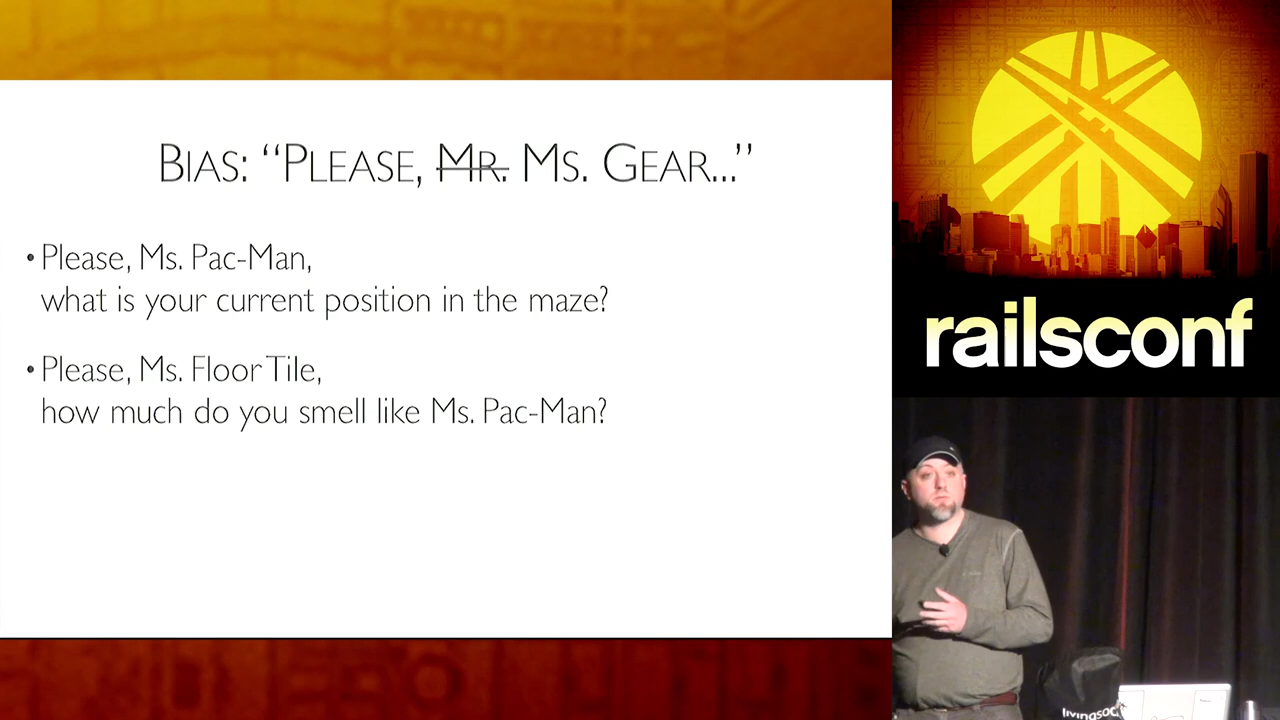 BIAS: “PLEASE, MR. MS. GEAR...”
• Please, Ms. Pac-Man,
what is your current position in the maze?
• Please, Ms. Floor Tile,
how much do you smell like Ms. Pac-Man?
railsconf
livingsoc